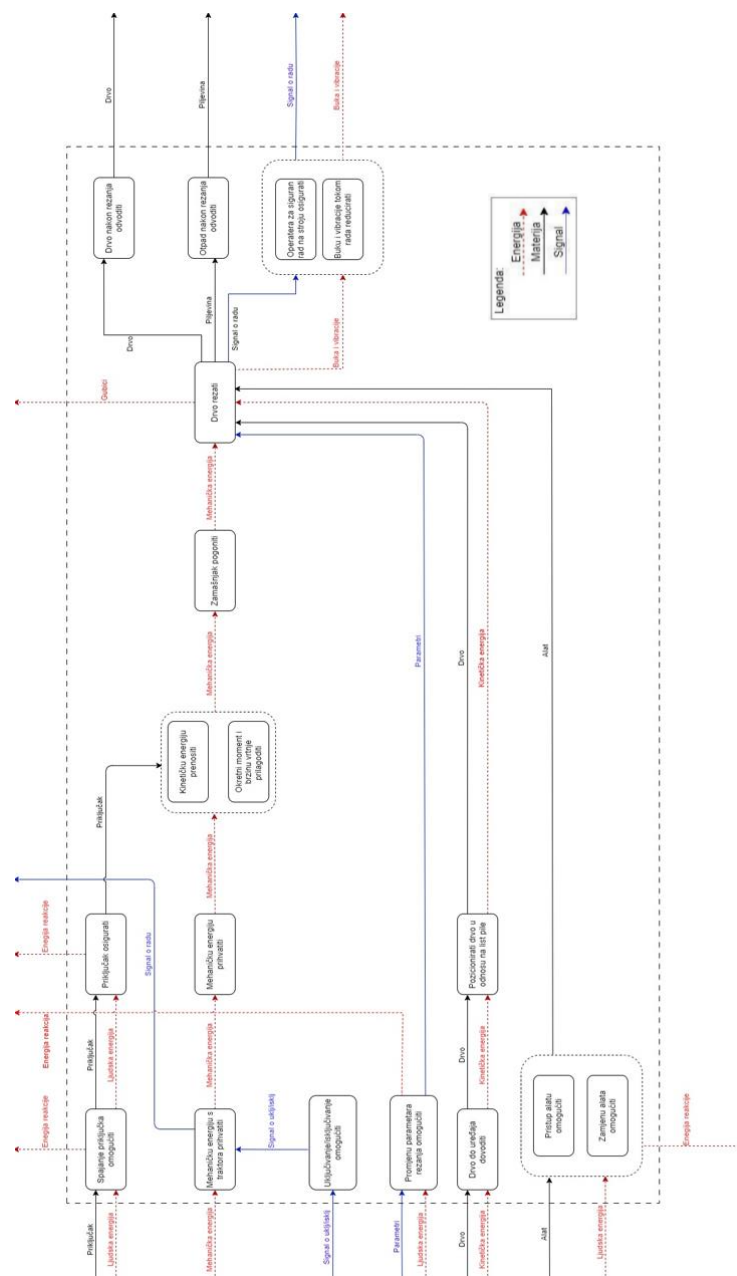 Drvo
Piljevina
Signal o radu
Buka i vibracije
Drvo nakon rezanja
odvoditi
Otpad nakon rezanja
odvoditi
Operatera za siguran
rad na stroju osigurati
Buku i vibracije tokom
rada reducirati
Legenda:
Energija
Materija
Signal
Drvo
Piljevina
Signal o radu
Buka i vibracije
Gubici
Drvo rezati
Mehanička energija
Zamašnjak pogoniti
Mehanička energija
Parametri
Drvo
Kinetička energija
Alat
Kinetičku energiju
prenositi
Okretni moment i
brzinu vrtnje
prilagoditi
Priključak
Mehanička energija
Enegija reakcije
Priključak osigurati
Signal o radu
Mehaničku energiju
prihvatiti
Pozicionirati drvo u
odnosu na list pile
Energija reakcija
Priključak
Ljudska energija
Mehanička energija
Drvo
Kinetička energija
Enegija reakcije
Spajanje priključka
omogućiti
Mehaničku energiju s
traktora prihvatiti
Signal o uklj/isklj
Uključivanje/isključivanje
omogućiti
Promjenu parametara
rezanja omogućiti
Drvo do uređaja
dovoditi
Pristup alatu
omogućiti
Zamjenu alata
omogućiti
Enegija reakcije
Priključak
Ljudska energija
Mehanička energija
Signal o uklj/isklj
Parametri
Ljudska energija
Drvo
Kinetička energija
Alat
Ljudska energija